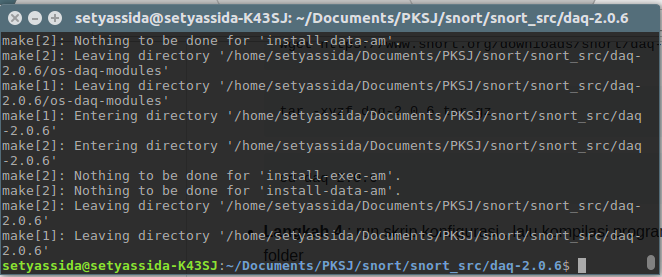 setyassida@setyassida-K43SJ: ~/Documents/PKSJ/snort/snort_src/daq-2.0.6
make[2]: Nothing to be done for 'install-data-am'.
make[2]: Leaving directory '/home/setyassida/Documents/PKSJ/snort/snort_src/daq-
2.0.6/os-daq-modules'
make[1]: Leaving directory '/home/setyassida/Documents/PKSJ/snort/snort_src/daq-
2.0.6/os-daq-modules'
make[1]: Entering directory '/home/setyassida/Documents/PKSJ/snort/snort_src/daq
-2.0.6'
make[2]: Entering directory '/home/setyassida/Documents/PKSJ/snort/snort_src/daq
-2.0.6'
make[2]: Nothing to be done for 'install-exec-am'.
make[2]: Nothing to be done for 'install-data-am'.
make[2]: Leaving directory '/home/setyassida/Documents/PKSJ/snort/snort_src/daq-
2.0.6'
make[1]: Leaving directory '/home/setyassida/Documents/PKSJ/snort/snort_src/daq-
2.0.6'
setyassida@setyassida-K43SJ:~/Documents/PKSJ/snort/snort_src/daq-2.0.6$